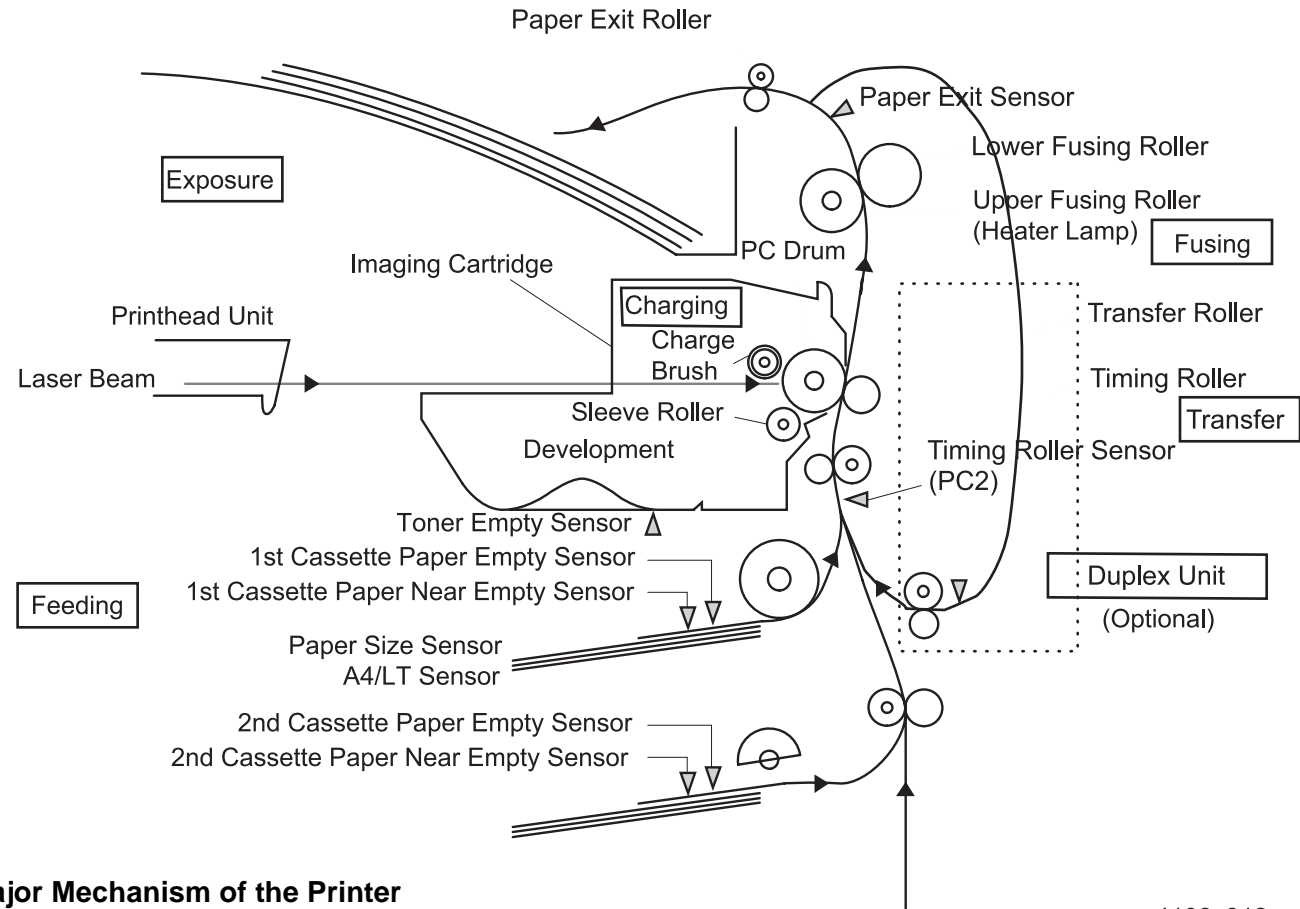 Paper Exit Roller
Paper Exit Sensor
Lower Fusing Roller
Exposure
Upper Fusing Roller
(Heater Lamp)
Fusing
PC Drum
Imaging Cartridge
Charging
Printhead Unit
Transfer Roller
Charge
Brush
Laser Beam
Timing Roller
Sleeve Roller
Transfer
Development
Timing Roller Sensor
(PC2)
Toner Empty Sensor
1st Cassette Paper Empty Sensor
1st Cassette Paper Near Empty Sensor
Feeding
Duplex Unit
(Optional)
Paper Size Sensor
A4/LT Sensor
2nd Cassette Paper Empty Sensor
2nd Cassette Paper Near Empty Sensor
ajor Mechanism of the Printer